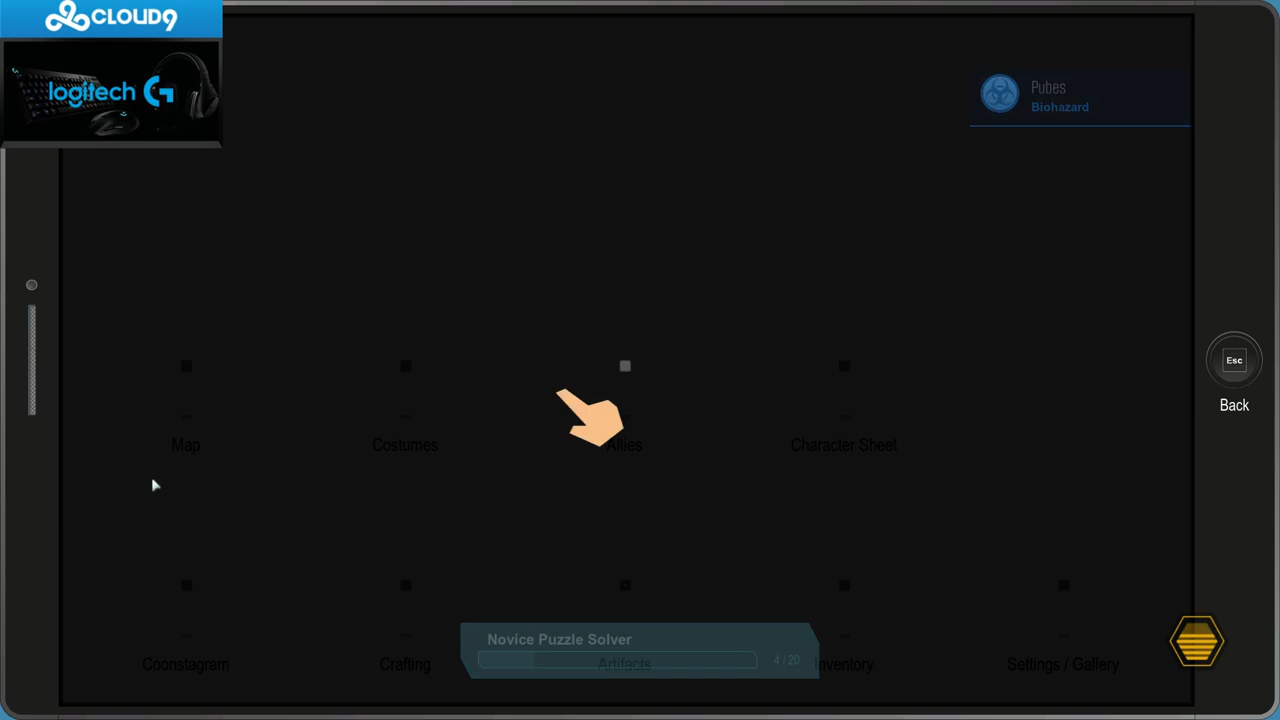 CLOUD9
logitech G
Pubes
Biohazard
Esc
Back
Map
Costumes
Allies
Character Sheet
Novice Puzzle Solver
4 / 20
Coonstagram
Crafting
Artifacts
Inventory
Settings / Gallery